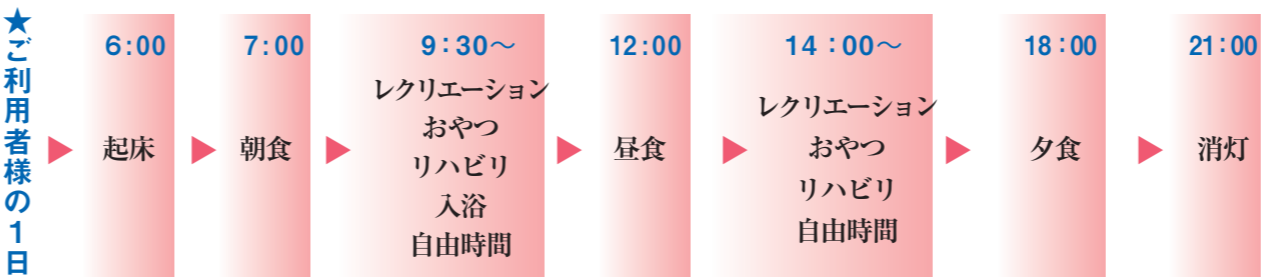 ★ご利用者様の1日
6:00
起床
7:00
朝食
9:30～
レクリエーション
おやつ
リハビリ
入浴
自由時間
12:00
昼食
14:00～
レクリエーション
おやつ
リハビリ
自由時間
18:00
夕食
21:00
消灯